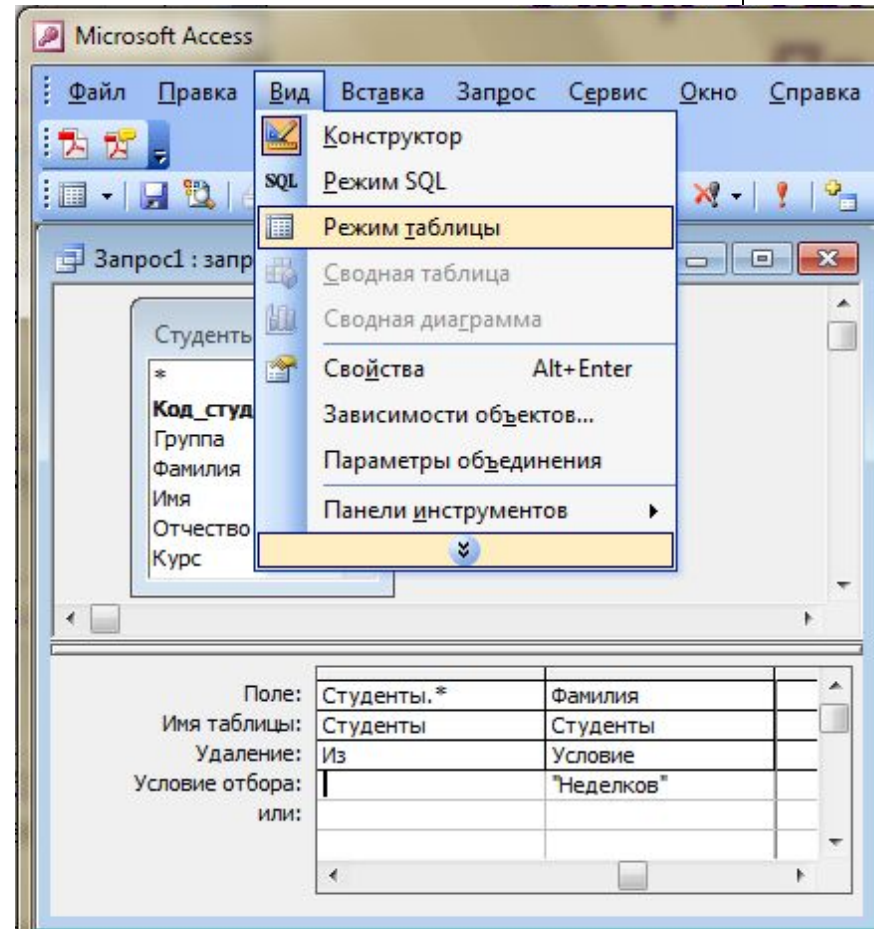 Microsoft Access
Файл Правка Вид Вставка Запрос Сервис Окно Справка
Конструктор
SQL Режим SQL
Режим таблицы
Запрос1 : запр
Сводная таблица
Сводная диаграмма
Студенты
Свойства Alt+Enter
*
Код_студ
Зависимости объектов...
Группа
Фамилия
Параметры объединения
Имя
Отчество
Панели инструментов
Курс
Поле: Студенты.* Фамилия
Имя таблицы: Студенты Студенты
Удаление: Из Условие
Условие отбора: "Неделков"
или: